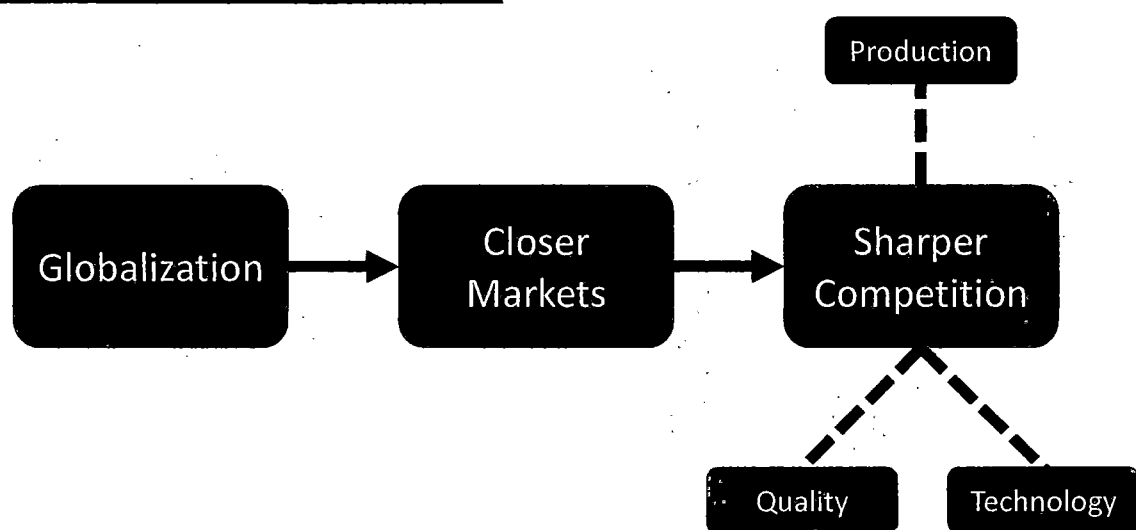 Production
Globalization
Closer
Markets
Sharper
Competition
Quality
Technology